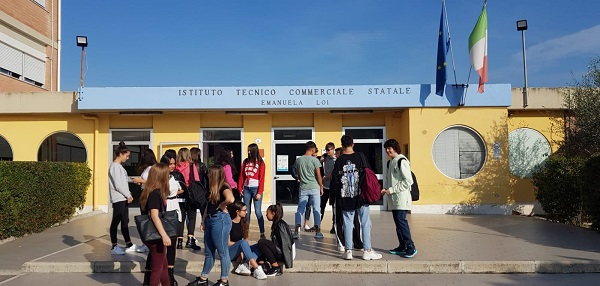 ISTITUTO TECNICO COMMERCIALE STATALE
EMANUELA LOI